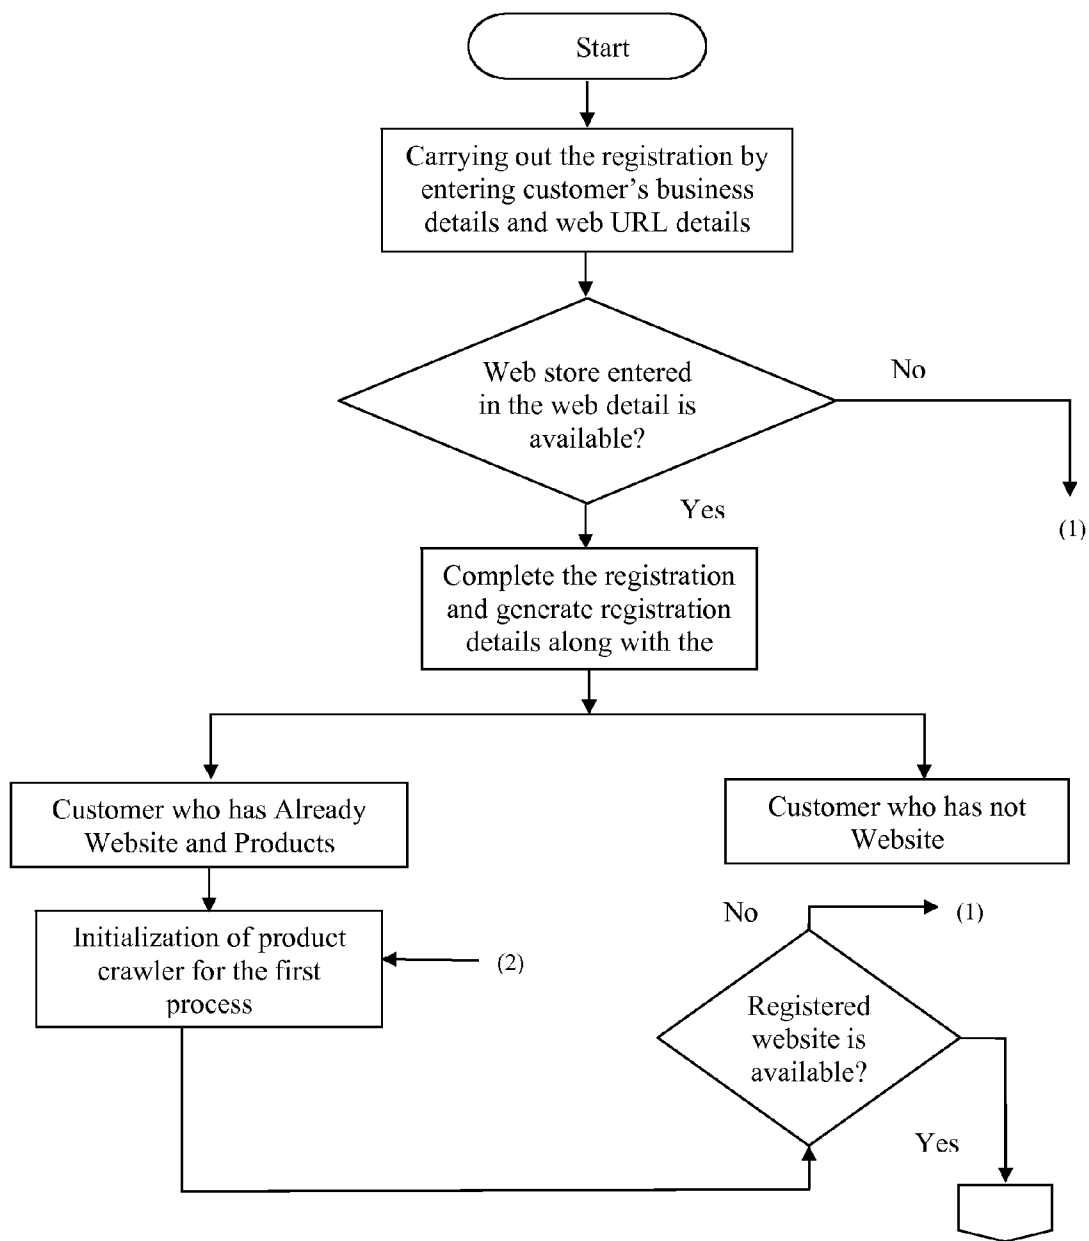 Start
Carrying out the registration by
entering customer's business
details and web URL details
Web store entered
in the web detail is
available?
No
Yes
(1)
Complete the registration
and generate registration
details along with the
Customer who has Already
Website and Products
Customer who has not
Website
Initialization of product
crawler for the first
process
(2)
No
(1)
Registered
website is
available?
Yes